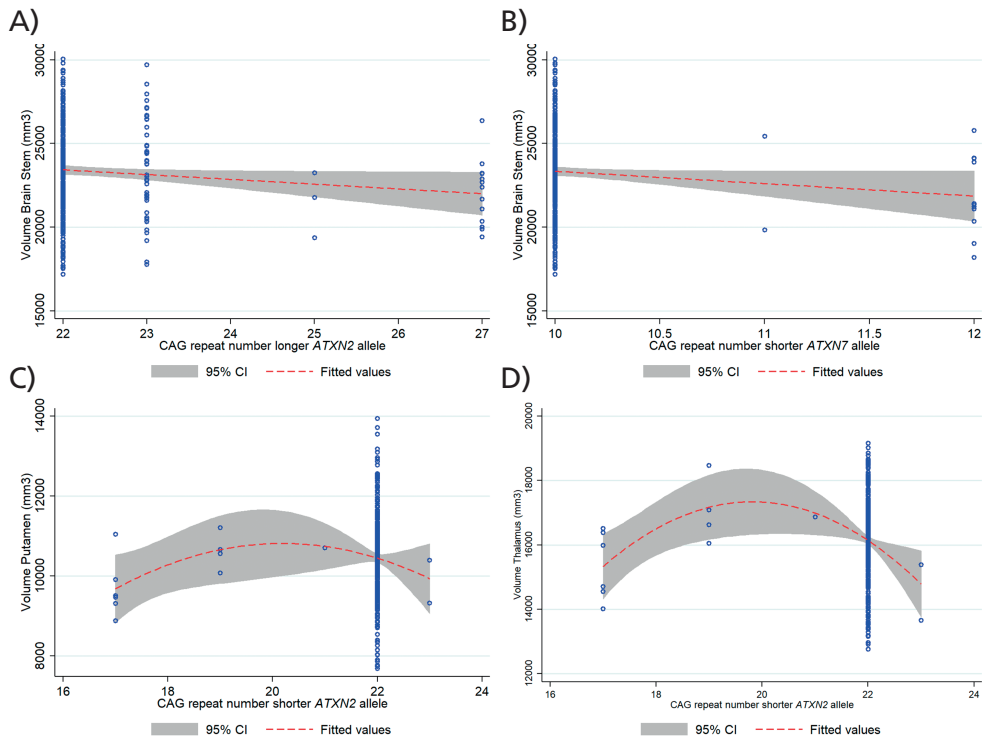 A)
B)
Volume Brain Stem (mm3)
30000
25000
20000
15000
22
23
24
25
26
27
CAG repeat number longer ATXN2 allele
95% CI
Fitted values
Volume Brain Stem (mm3)
30000
25000
20000
15000
10
10.5
11
11.5
12
CAG repeat number shorter ATXN7 allele
95% CI
Fitted values
C)
D)
Volume Putamen (mm3)
14000
12000
10000
8000
16
18
20
22
24
CAG repeat number shorter ATXN2 allele
95% CI
Fitted values
Volume Thalamus (mm3)
20000
18000
16000
14000
12000
16
18
20
22
24
CAG repeat number shorter ATXN2 allele
95% CI
Fitted values